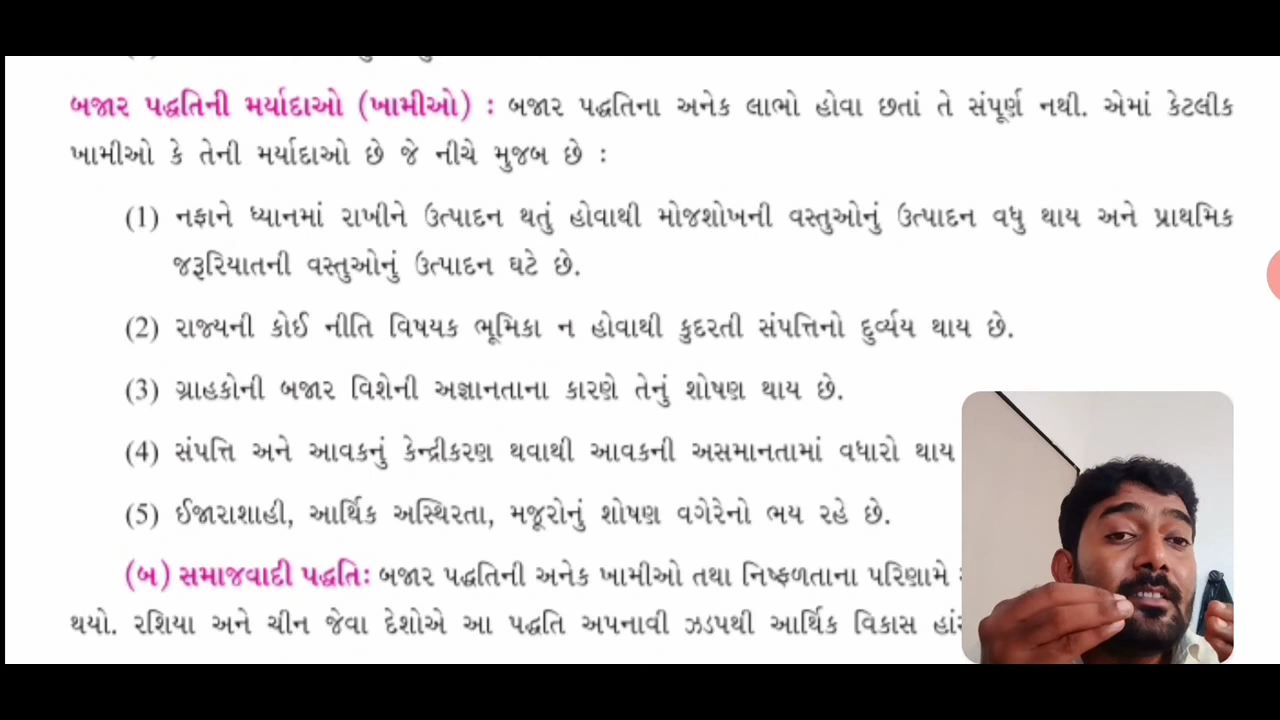 બજાર પદ્ધતિની મર્યાદાઓ (ખામીઓ) : બજાર પદ્ધતિના અનેક લાભો હોવા છતાં તે સંપૂર્ણ નથી. એમાં કેટલીક
ખામીઓ કે તેની મર્યાદાઓ છે જે નીચે મુજબ છે :
(1) નફાને ધ્યાનમાં રાખીને ઉત્પાદન થતું હોવાથી મોજશોખની વસ્તુઓનું ઉત્પાદન વધુ થાય અને પ્રાથમિક
જરૂરિયાતની વસ્તુઓનું ઉત્પાદન ઘટે છે.
(2) રાજ્યની કોઈ નીતિ વિષયક ભૂમિકા ન હોવાથી કુદરતી સંપત્તિનો દુર્વ્યય થાય છે.
(3) ગ્રાહકોની બજાર વિશેની અજ્ઞાનતાના કારણે તેનું શોષણ થાય છે.
(4) સંપત્તિ અને આવકનું કેન્દ્રીકરણ થવાથી આવકની અસમાનતામાં વધારો થાય
(5) ઈજારાશાહી, આર્થિક અસ્થિરતા, મજૂરોનું શોષણ વગેરેનો ભય રહે છે.
(બ) સમાજવાદી પદ્ધતિઃ બજાર પદ્ધતિની અનેક ખામીઓ તથા નિષ્ફળતાના પરિણામે
થયો. રશિયા અને ચીન જેવા દેશોએ આ પદ્ધતિ અપનાવી ઝડપથી આર્થિક વિકાસ